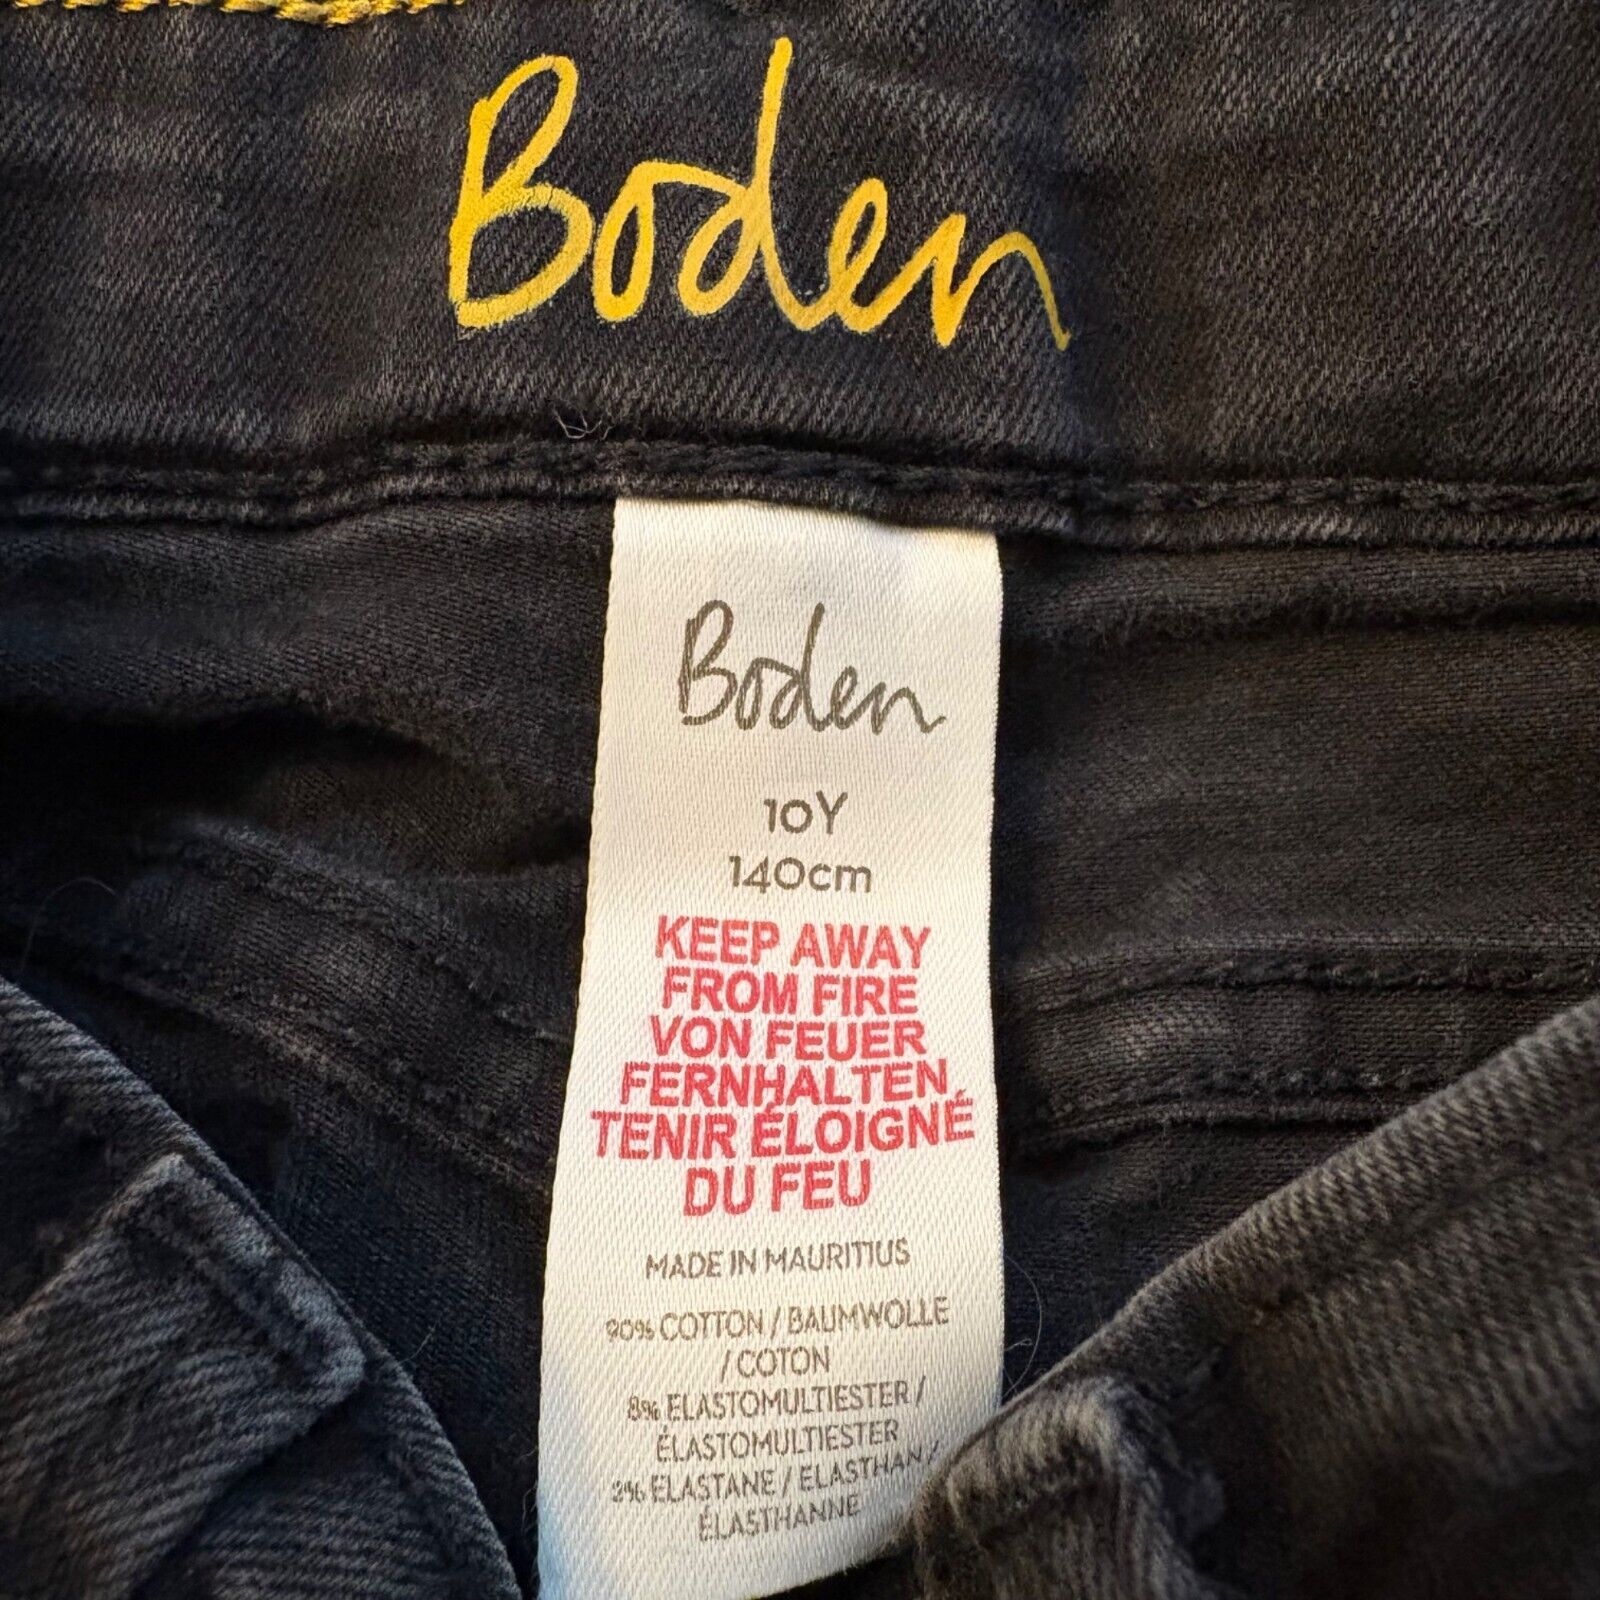 Boden
Boden
10Y
140cm
KEEP AWAY
FROM FIRE
VON FEUER
FERNHALTEN
TENIR ÉLOIGNÉ
DU FEU
MADE IN MAURITIUS
90% COTTON / BAUMWOLLE
/ COTON
8% ELASTOMULTIESTER /
ÉLASTOMULTIESTER
2% ELASTANE / ELASTHAN /
ÉLASTHANNE